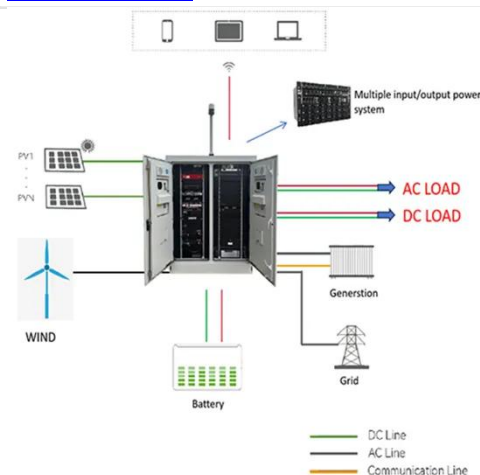 Multiple input/output power
system
PV1
PVN
AC LOAD
DC LOAD
WIND
Generstion
Grid
Battery
DC Line
AC Line
Communication Line